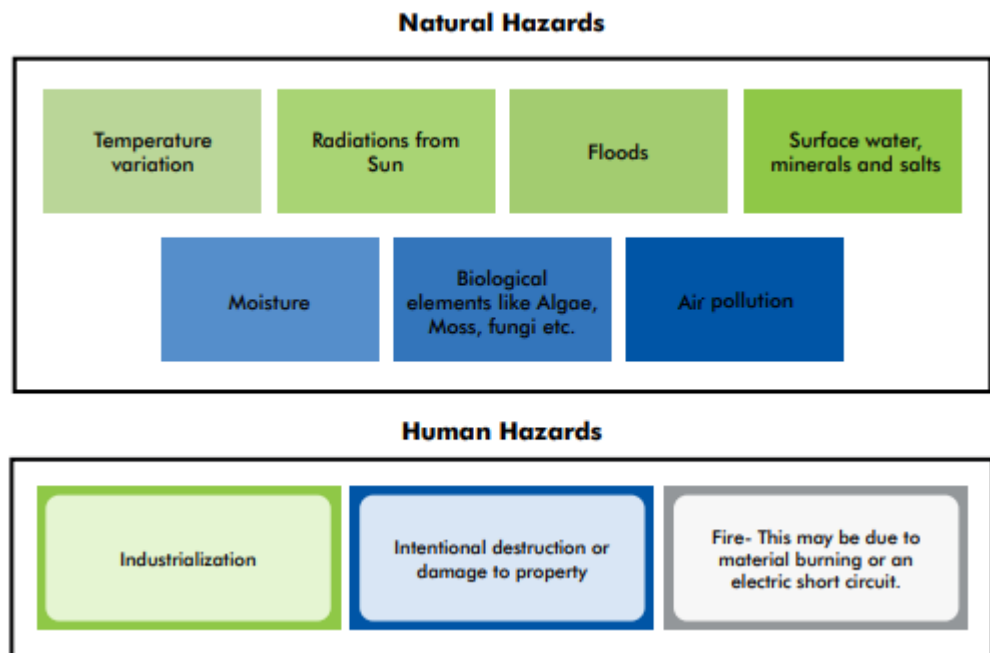 Natural Hazards
Temperature
variation
Radiations from
Sun
Floods
Surface water,
minerals and salts
Moisture
Biological
elements like Algae,
Moss, fungi etc.
Air pollution
Human Hazards
Industrialization
Intentional destruction or
damage to property
Fire- This may be due to
material burning or an
electric short circuit.